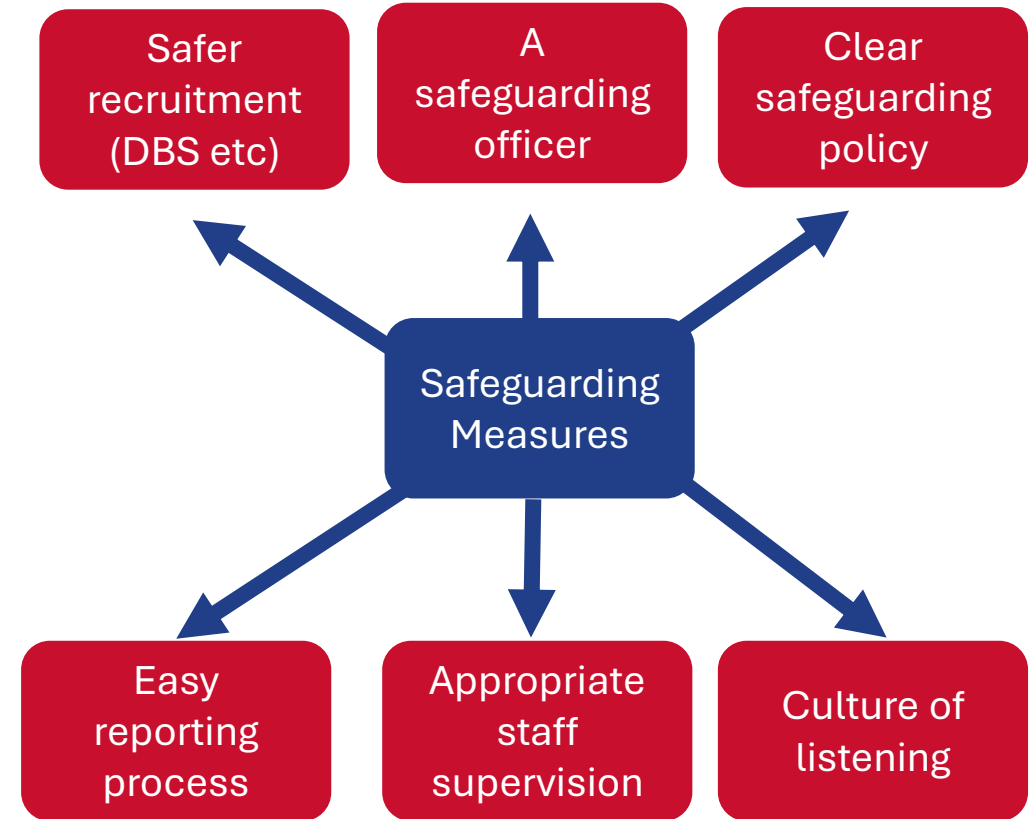 Safer
recruitment
(DBS etc)
A
safeguarding
officer
Clear
safeguarding
policy
Safeguarding
Measures
Easy
reporting
process
Appropriate
staff
supervision
Culture of
listening